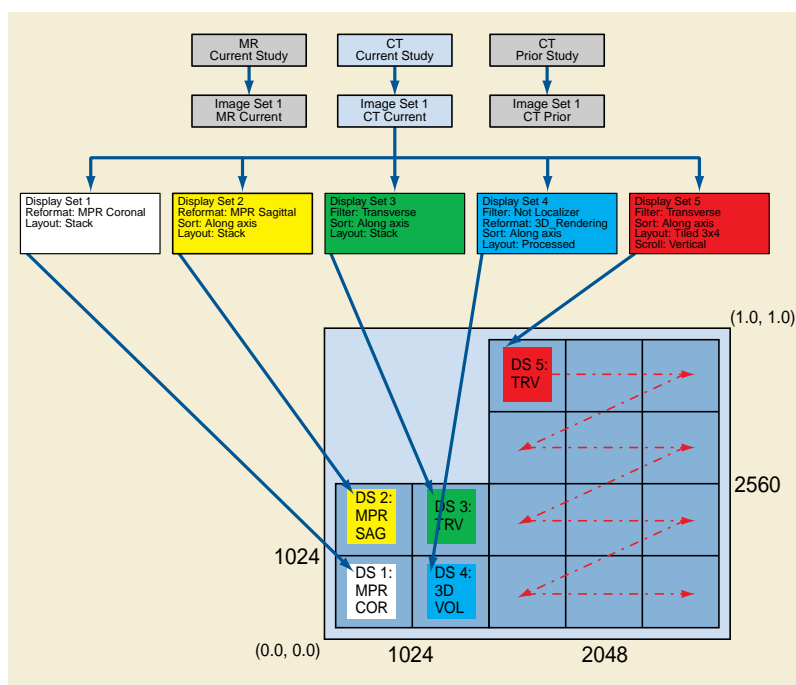 MR
Current Study
CT
Current Study
CT
Prior Study
Image Set 1
MR Current
Image Set 1
CT Current
Image Set 1
CT Prior
Display Set 1
Reformat: MPR Coronal
Layout: Stack
Display Set 2
Reformat: MPR Sagittal
Sort: Along axis
Layout: Stack
Display Set 3
Filter: Transverse
Sort: Along axis
Layout: Stack
Display Set 4
Filter: Not Localizer
Reformat: 3D_Rendering
Sort: Along axis
Layout: Processed
Display Set 5
Filter: Transverse
Sort: Along axis
Layout: Tiled 3x4
Scroll: Vertical
(1.0, 1.0)
DS 5:
TRV
DS 2:
MPR
SAG
DS 3:
TRV
2560
1024
DS 1:
MPR
COR
DS 4:
3D
VOL
(0.0, 0.0)
1024
2048